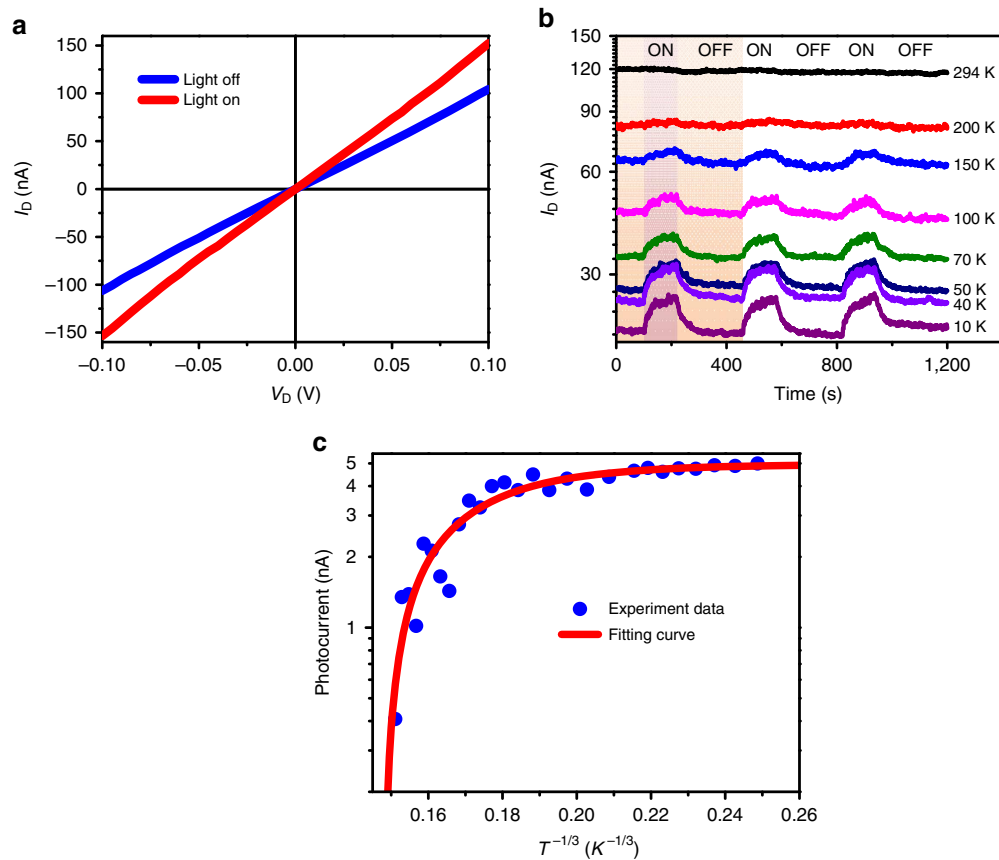 a
150
100
50
0
−50
−100
−150
I_D (nA)
Light off
Light on
−0.10
−0.05
0.00
0.05
0.10
V_D (V)
b
150
120
90
60
30
I_D (nA)
ON OFF ON OFF ON OFF
294 K
200 K
150 K
100 K
70 K
50 K
40 K
10 K
0
400
800
1,200
Time (s)
c
5
4
3
2
1
Photocurrent (nA)
Experiment data
Fitting curve
0.16
0.18
0.20
0.22
0.24
0.26
T^{−1/3} (K^{−1/3})